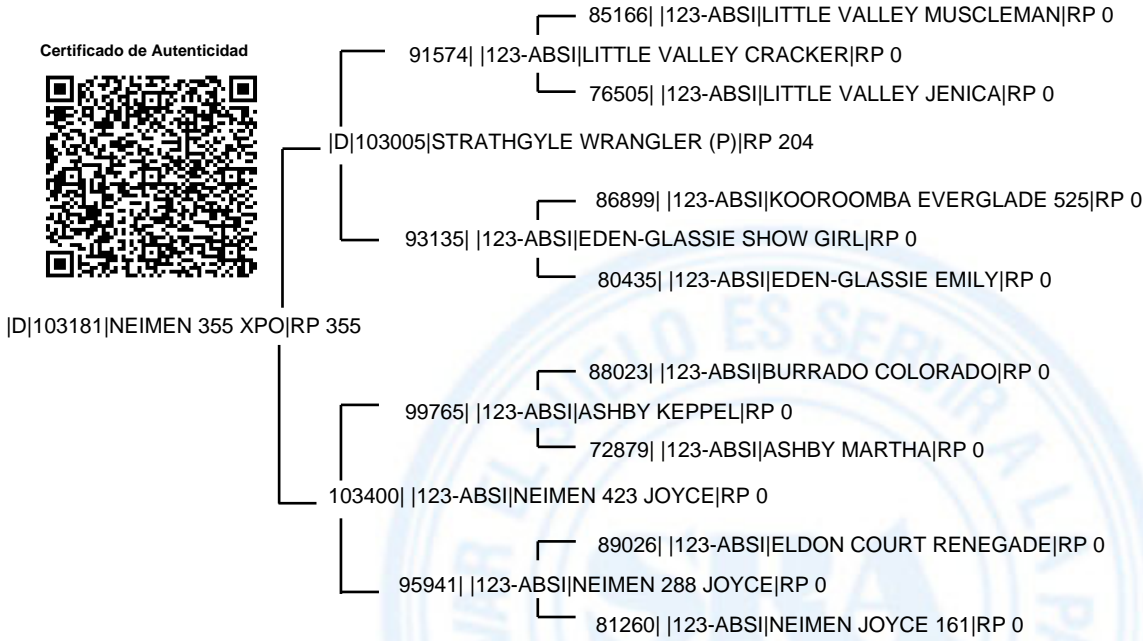 85166| |123-ABSI|LITTLE VALLEY MUSCLEMAN|RP 0
Certificado de Autenticidad
91574| |123-ABSI|LITTLE VALLEY CRACKER|RP 0
76505| |123-ABSI|LITTLE VALLEY JENICA|RP 0
|D|103005|STRATHGYLE WRANGLER (P)|RP 204
86899| |123-ABSI|KOOROOMBA EVERGLADE 525|RP 0
93135| |123-ABSI|EDEN-GLASSIE SHOW GIRL|RP 0
80435| |123-ABSI|EDEN-GLASSIE EMILY|RP 0
|D|103181|NEIMEN 355 XPO|RP 355
88023| |123-ABSI|BURRADO COLORADO|RP 0
99765| |123-ABSI|ASHBY KEPPEL|RP 0
72879| |123-ABSI|ASHBY MARTHA|RP 0
103400| |123-ABSI|NEIMEN 423 JOYCE|RP 0
89026| |123-ABSI|ELDON COURT RENEGADE|RP 0
95941| |123-ABSI|NEIMEN 288 JOYCE|RP 0
81260| |123-ABSI|NEIMEN JOYCE 161|RP 0